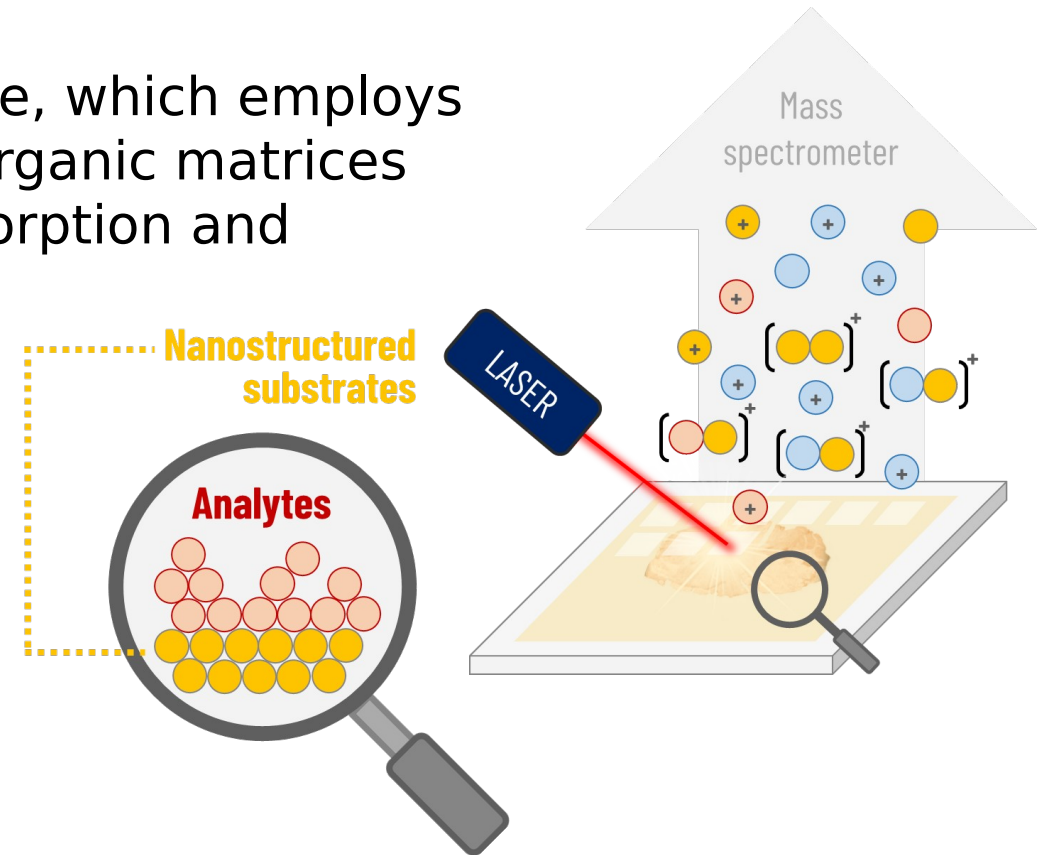 e, which employs
rganic matrices
orption and
Mass
spectrometer
Nanostructured
substrates
LASER
Analytes
+
+
+
+
+
+
+
+
+
+
+
+
+
+